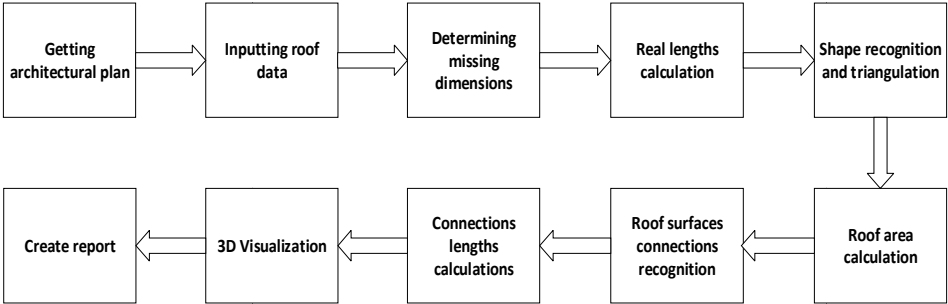 Getting
architectural plan
Inputting roof
data
Determining
missing
dimensions
Real lengths
calculation
Shape recognition
and triangulation
Roof area
calculation
Roof surfaces
connections
recognition
Connections
lengths
calculations
3D Visualization
Create report